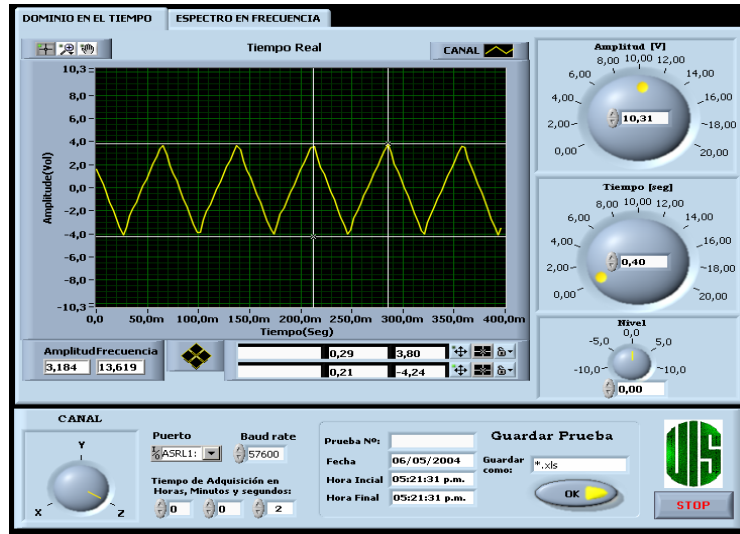 DOMINIO EN EL TIEMPO
ESPECTRO EN FRECUENCIA
Tiempo Real
CANAL
Amplitude(Vol)
10,3
8,0
6,0
4,0
2,0
0,0
-2,0
-4,0
-6,0
-8,0
-10,3
0,0 50,0m 100,0m 150,0m 200,0m 250,0m 300,0m 350,0m 400,0m
Tiempo(Seg)
Amplitud Frecuencia
3,184 13,619
0,29 3,80
0,21 -4,24
Amplitud [V]
0,00 2,00 4,00 6,00 8,00 10,00 12,00 14,00 16,00 18,00 20,00
10,31
Tiempo [seg]
0,00 2,00 4,00 6,00 8,00 10,00 12,00 14,00 16,00 18,00 20,00
0,40
Nivel
-10,0 -5,0 0,0 5,0 10,0
0,00
CANAL
X Y Z
Puerto
ASRL1:
Baud rate
57600
Tiempo de Adquisición en
Horas, Minutos y segundos:
0 0 2
Prueba Nº:
Fecha 06/05/2004
Hora Incial 05:21:31 p.m.
Hora Final 05:21:31 p.m.
Guardar Prueba
Guardar
como:
*.xls
OK
UIS
STOP